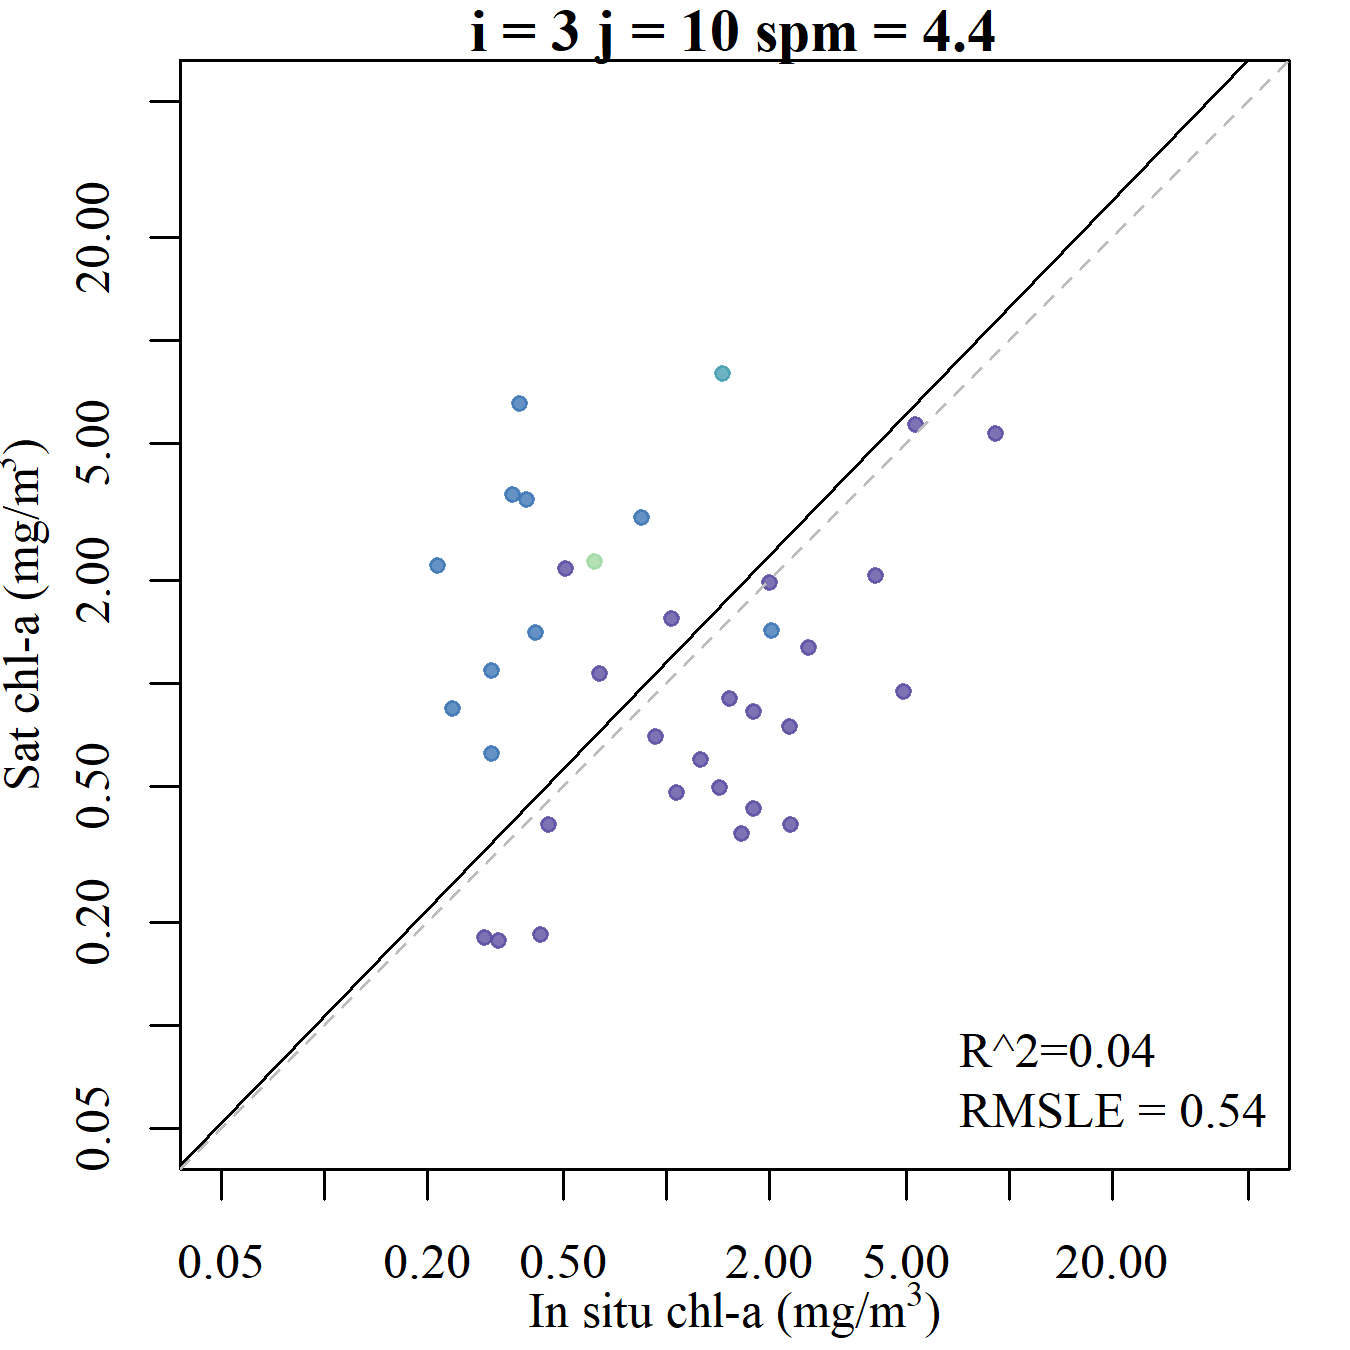 i = 3 j = 10 spm = 4.4
20.00
5.00
2.00
0.50
0.20
0.05
Sat chl-a (mg/m³)
R^2=0.04
RMSLE = 0.54
0.05 0.20 0.50 2.00 5.00 20.00
In situ chl-a (mg/m³)